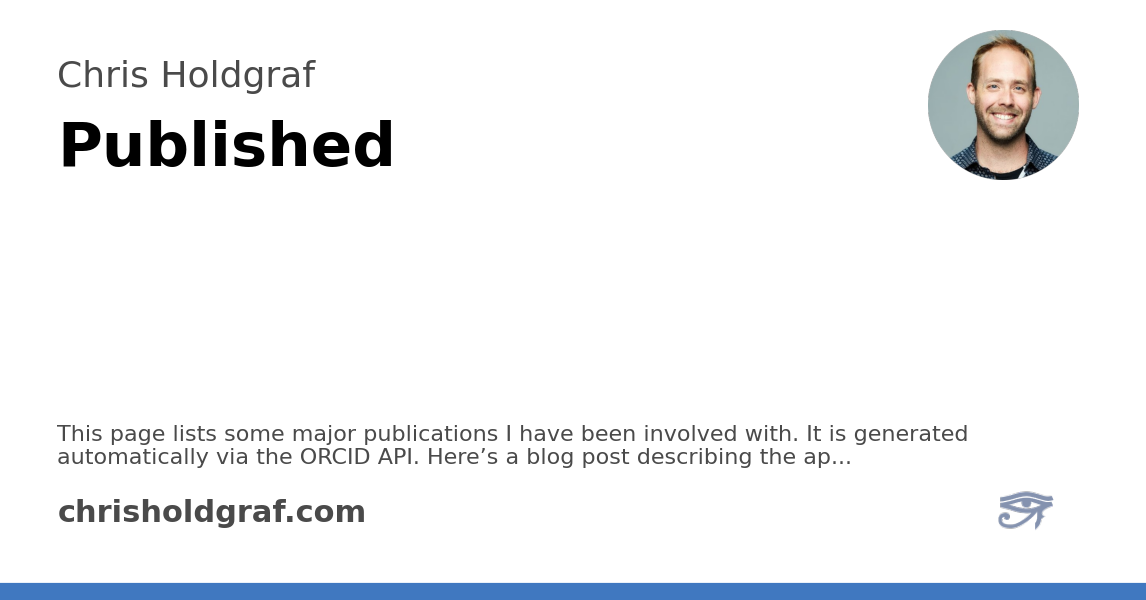 Chris Holdgraf
Published
This page lists some major publications I have been involved with. It is generated
automatically via the ORCID API. Here’s a blog post describing the ap...
chrisholdgraf.com